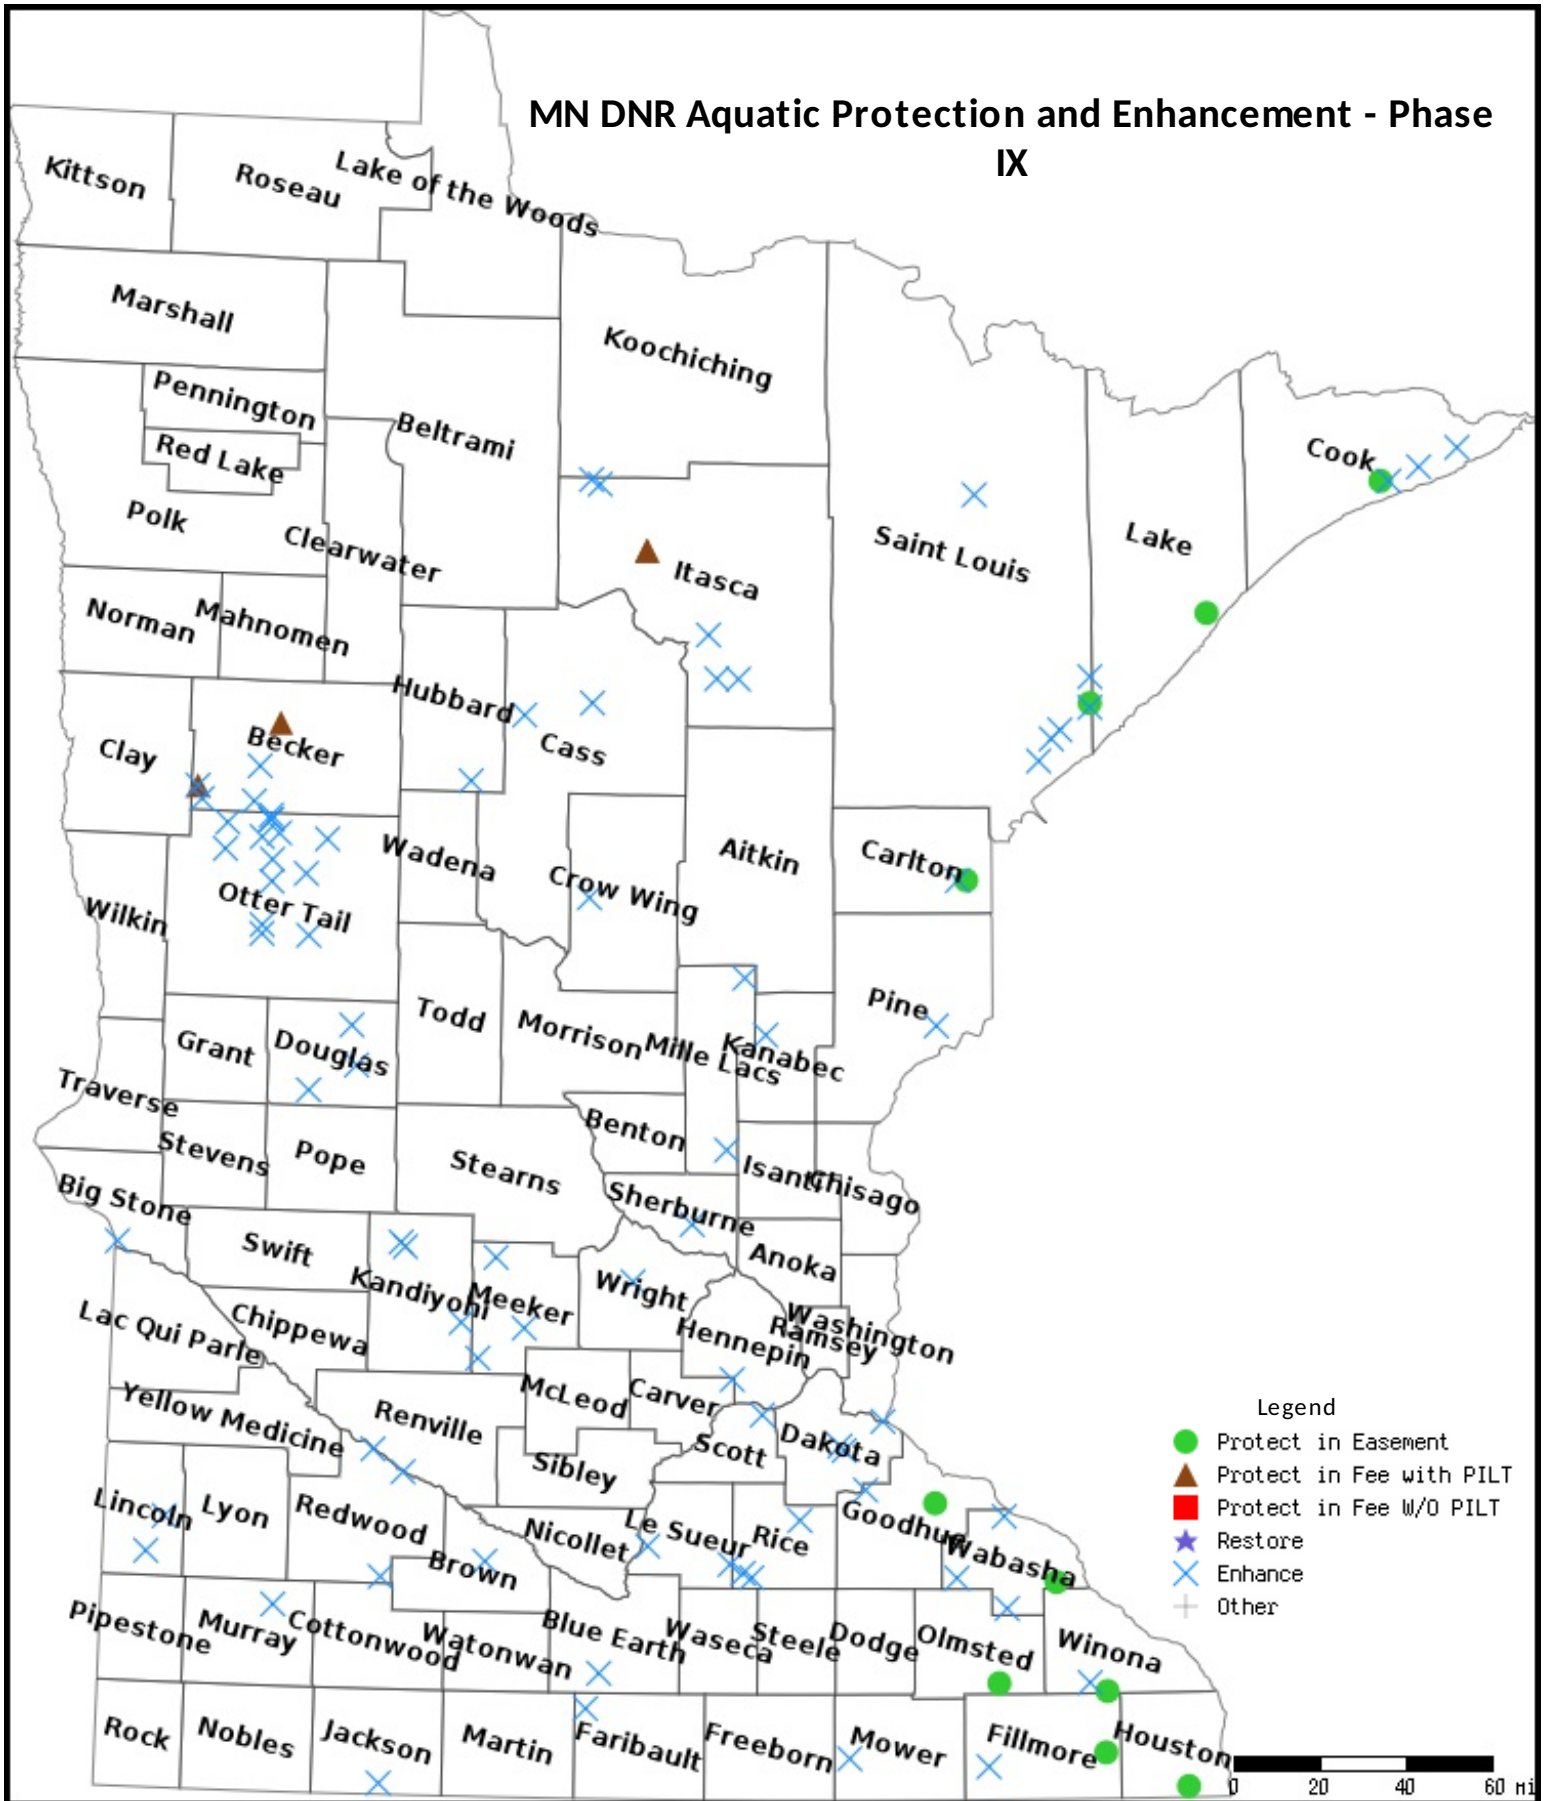 MN DNR Aquatic Protection and Enhancement - Phase
IX
Kittson
Roseau
Lake of the Woods
Marshall
Koochiching
Pennington
Beltrami
Red Lake
Cook
Polk
Clearwater
Saint Louis
Lake
Itasca
Norman
Mahnomen
Hubbard
Clay
Becker
Cass
Wadena
Aitkin
Carlton
Crow Wing
Otter Tail
Wilkin
Pine
Todd
Morrison
Grant
Douglas
Mille Lacs
Kanabec
Traverse
Benton
Stevens
Pope
Stearns
Isanti
Chisago
Big Stone
Sherburne
Swift
Anoka
Kandiyohi
Meeker
Wright
Lac Qui Parle
Chippewa
Hennepin
Ramsey
Washington
McLeod
Carver
Yellow Medicine
Renville
Scott
Dakota
Sibley
Lincoln
Lyon
Redwood
Nicollet
Le Sueur
Rice
Goodhue
Wabasha
Brown
Pipestone
Murray
Cottonwood
Watonwan
Blue Earth
Waseca
Steele
Dodge
Olmsted
Winona
Rock
Nobles
Jackson
Martin
Faribault
Freeborn
Mower
Fillmore
Houston
Legend
Protect in Easement
Protect in Fee with PILT
Protect in Fee W/O PILT
Restore
Enhance
Other
0 20 40 60 mi